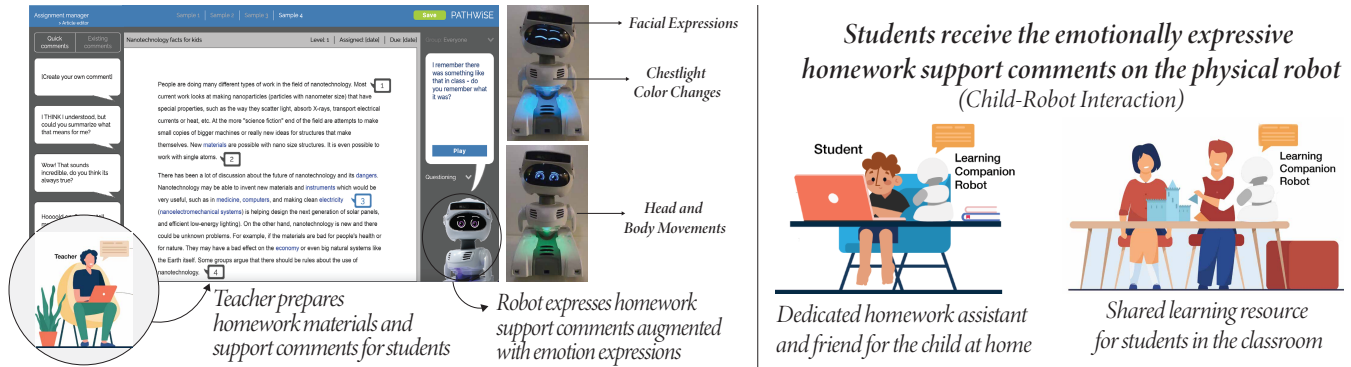 Assignment manager
> Article editor
Sample 1
Sample 2
Sample 3
Sample 4
Save
PATHWiSE
Quick comments
Existing comments
Nanotechnology facts for kids
Level: 1
Assigned: [date]
Due: [date]
Group: Everyone
[Create your own comment]
I THINK I understood, but
could you summarize what
that means for me?
Wow! That sounds
incredible, do you think its
always true?
People are doing many different types of work in the field of nanotechnology. Most 1
current work looks at making nanoparticles (particles with nanometer size) that have
special properties, such as the way they scatter light, absorb X-rays, transport electrical
currents or heat, etc. At the more "science fiction" end of the field are attempts to make
small copies of bigger machines or really new ideas for structures that make
themselves. New materials are possible with nano size structures. It is even possible to
work with single atoms. 2
There has been a lot of discussion about the future of nanotechnology and its dangers.
Nanotechnology may be able to invent new materials and instruments which would be
very useful, such as in medicine, computers, and making clean electricity 3
(nanoelectromechanical systems) is helping design the next generation of solar panels,
and efficient low-energy lighting). On the other hand, nanotechnology is new and there
could be unknown problems. For example, if the materials are bad for people's health or
for nature. They may have a bad effect on the economy or even big natural systems like
the Earth itself. Some groups argue that there should be rules about the use of
nanotechnology. 4
I remember there
was something like
that in class – do
you remember what
it was?
Play
Questioning
Teacher
Teacher prepares
homework materials and
support comments for students
Robot expresses homework
support comments augmented
with emotion expressions
Facial Expressions
Chestlight
Color Changes
Head and
Body Movements
Students receive the emotionally expressive
homework support comments on the physical robot
(Child-Robot Interaction)
Student
Learning
Companion
Robot
Dedicated homework assistant
and friend for the child at home
Learning
Companion
Robot
Shared learning resource
for students in the classroom